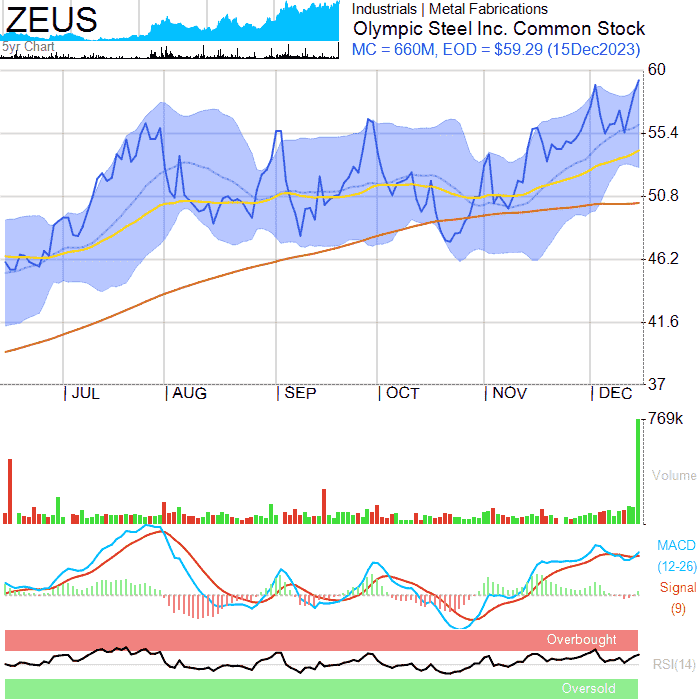 ZEUS
5yr Chart
Industrials | Metal Fabrications
Olympic Steel Inc. Common Stock
MC = 660M, EOD = $59.29 (15Dec2023)
60
55.4
50.8
46.2
41.6
37
JUL AUG SEP OCT NOV DEC
769k
Volume
MACD
(12-26)
Signal
(9)
Overbought
RSI(14)
Oversold